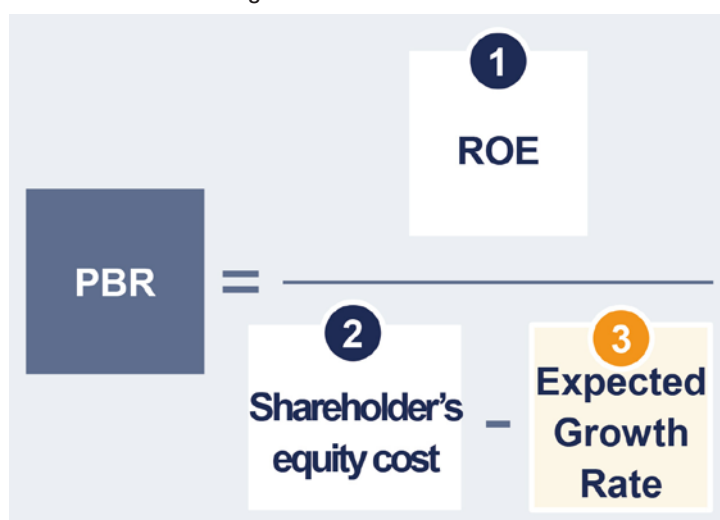 1
ROE
PBR
=
2
Shareholder's
equity cost
-
3
Expected
Growth
Rate